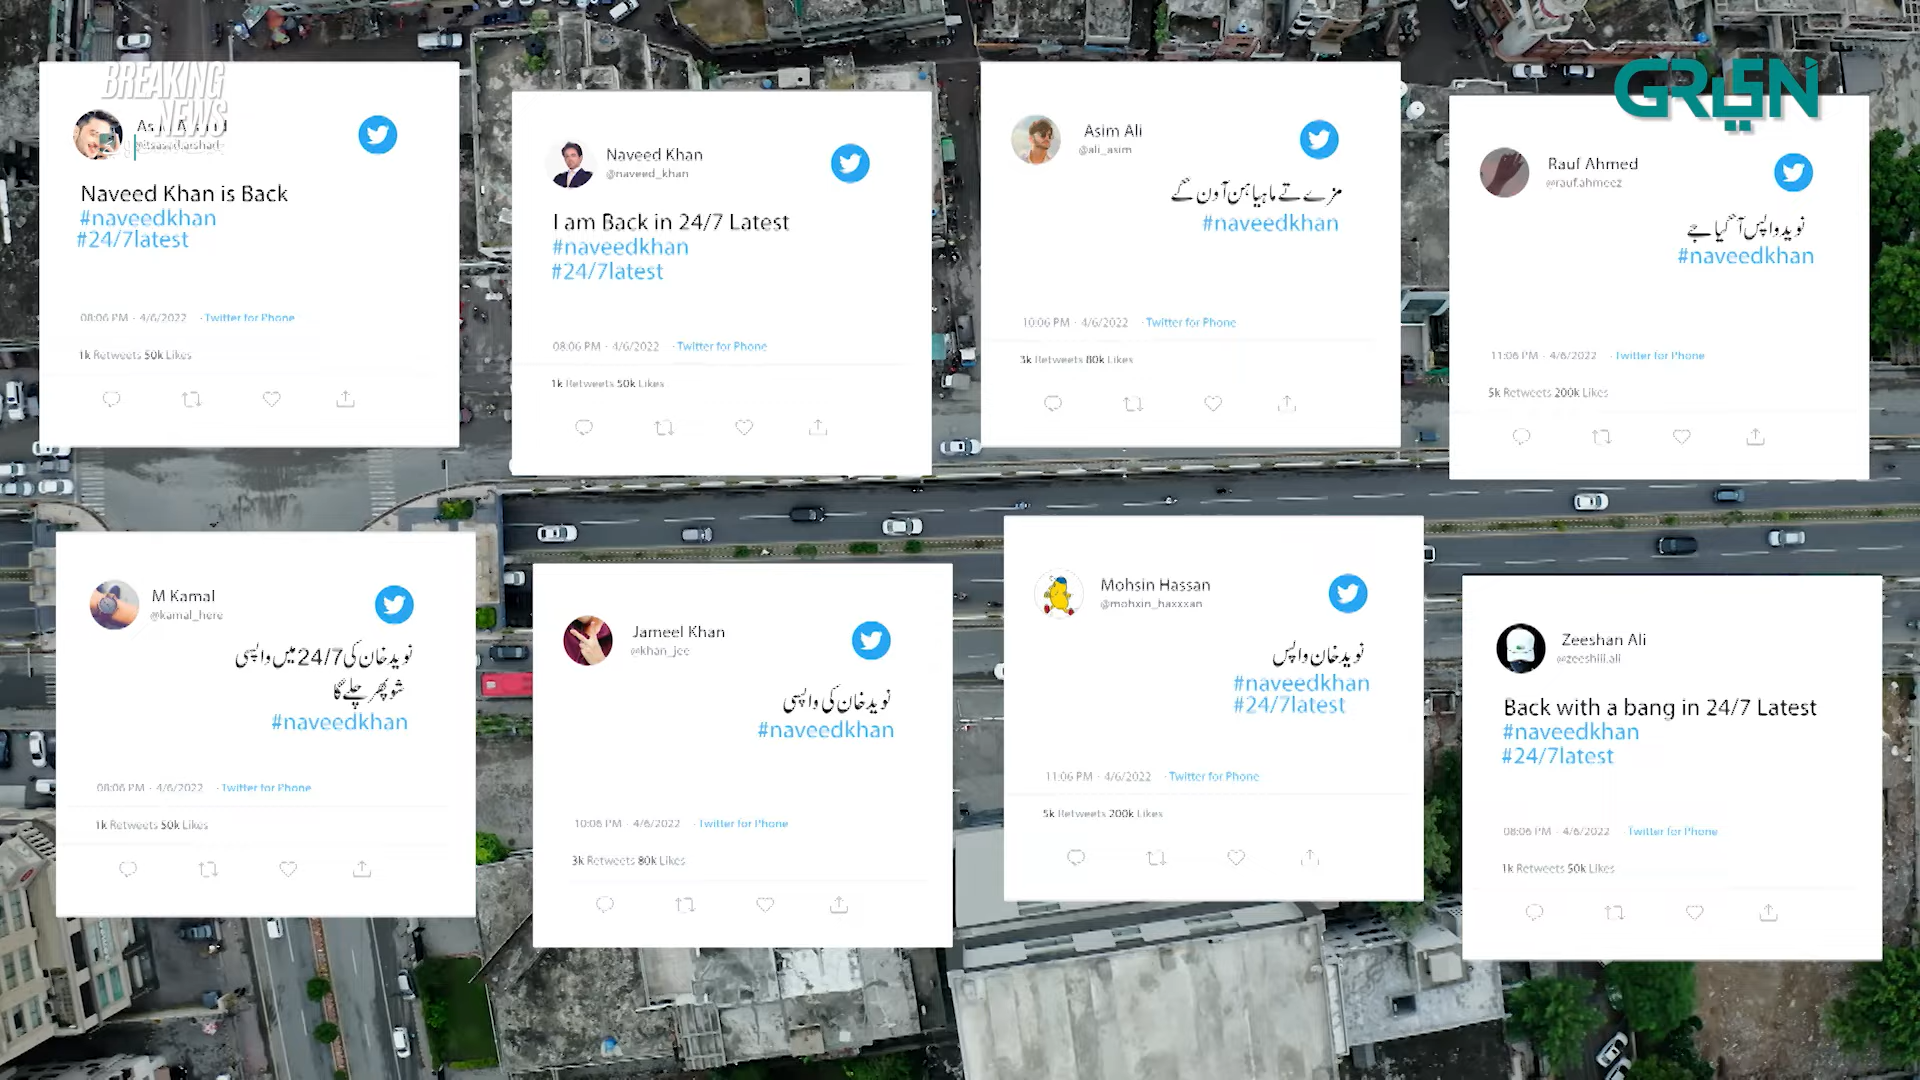 BREAKING
NEWS
GREEN
Naveed Khan is Back
#naveedkhan
#24/7latest
08:06 PM - 4/6/2022 - Twitter for Phone
1k Retweets 50k Likes
Naveed Khan
@naveed_khan
I am Back in 24/7 Latest
#naveedkhan
#24/7latest
08:06 PM - 4/6/2022 - Twitter for Phone
1k Retweets 50k Likes
Asim Ali
@ali_asim
مزے تے ماہیا ہن آون گے
#naveedkhan
10:06 PM - 4/6/2022 - Twitter for Phone
3k Retweets 80k Likes
Rauf Ahmed
@rauf.ahmeez
نوید واپس آ گیا جے
#naveedkhan
11:06 PM - 4/6/2022 - Twitter for Phone
5k Retweets 200k Likes
M Kamal
@kamal_here
نوید خان کی 24/7 میں واپسی
شو پھر چلے گا
#naveedkhan
08:06 PM - 4/6/2022 - Twitter for Phone
1k Retweets 50k Likes
Jameel Khan
@khan_jee
نوید خان کی واپسی
#naveedkhan
10:06 PM - 4/6/2022 - Twitter for Phone
3k Retweets 80k Likes
Mohsin Hassan
@mohxin_haxxxan
نوید خان واپس
#naveedkhan
#24/7latest
11:06 PM - 4/6/2022 - Twitter for Phone
5k Retweets 200k Likes
Zeeshan Ali
@zeeshiii.ali
Back with a bang in 24/7 Latest
#naveedkhan
#24/7latest
08:06 PM - 4/6/2022 - Twitter for Phone
1k Retweets 50k Likes